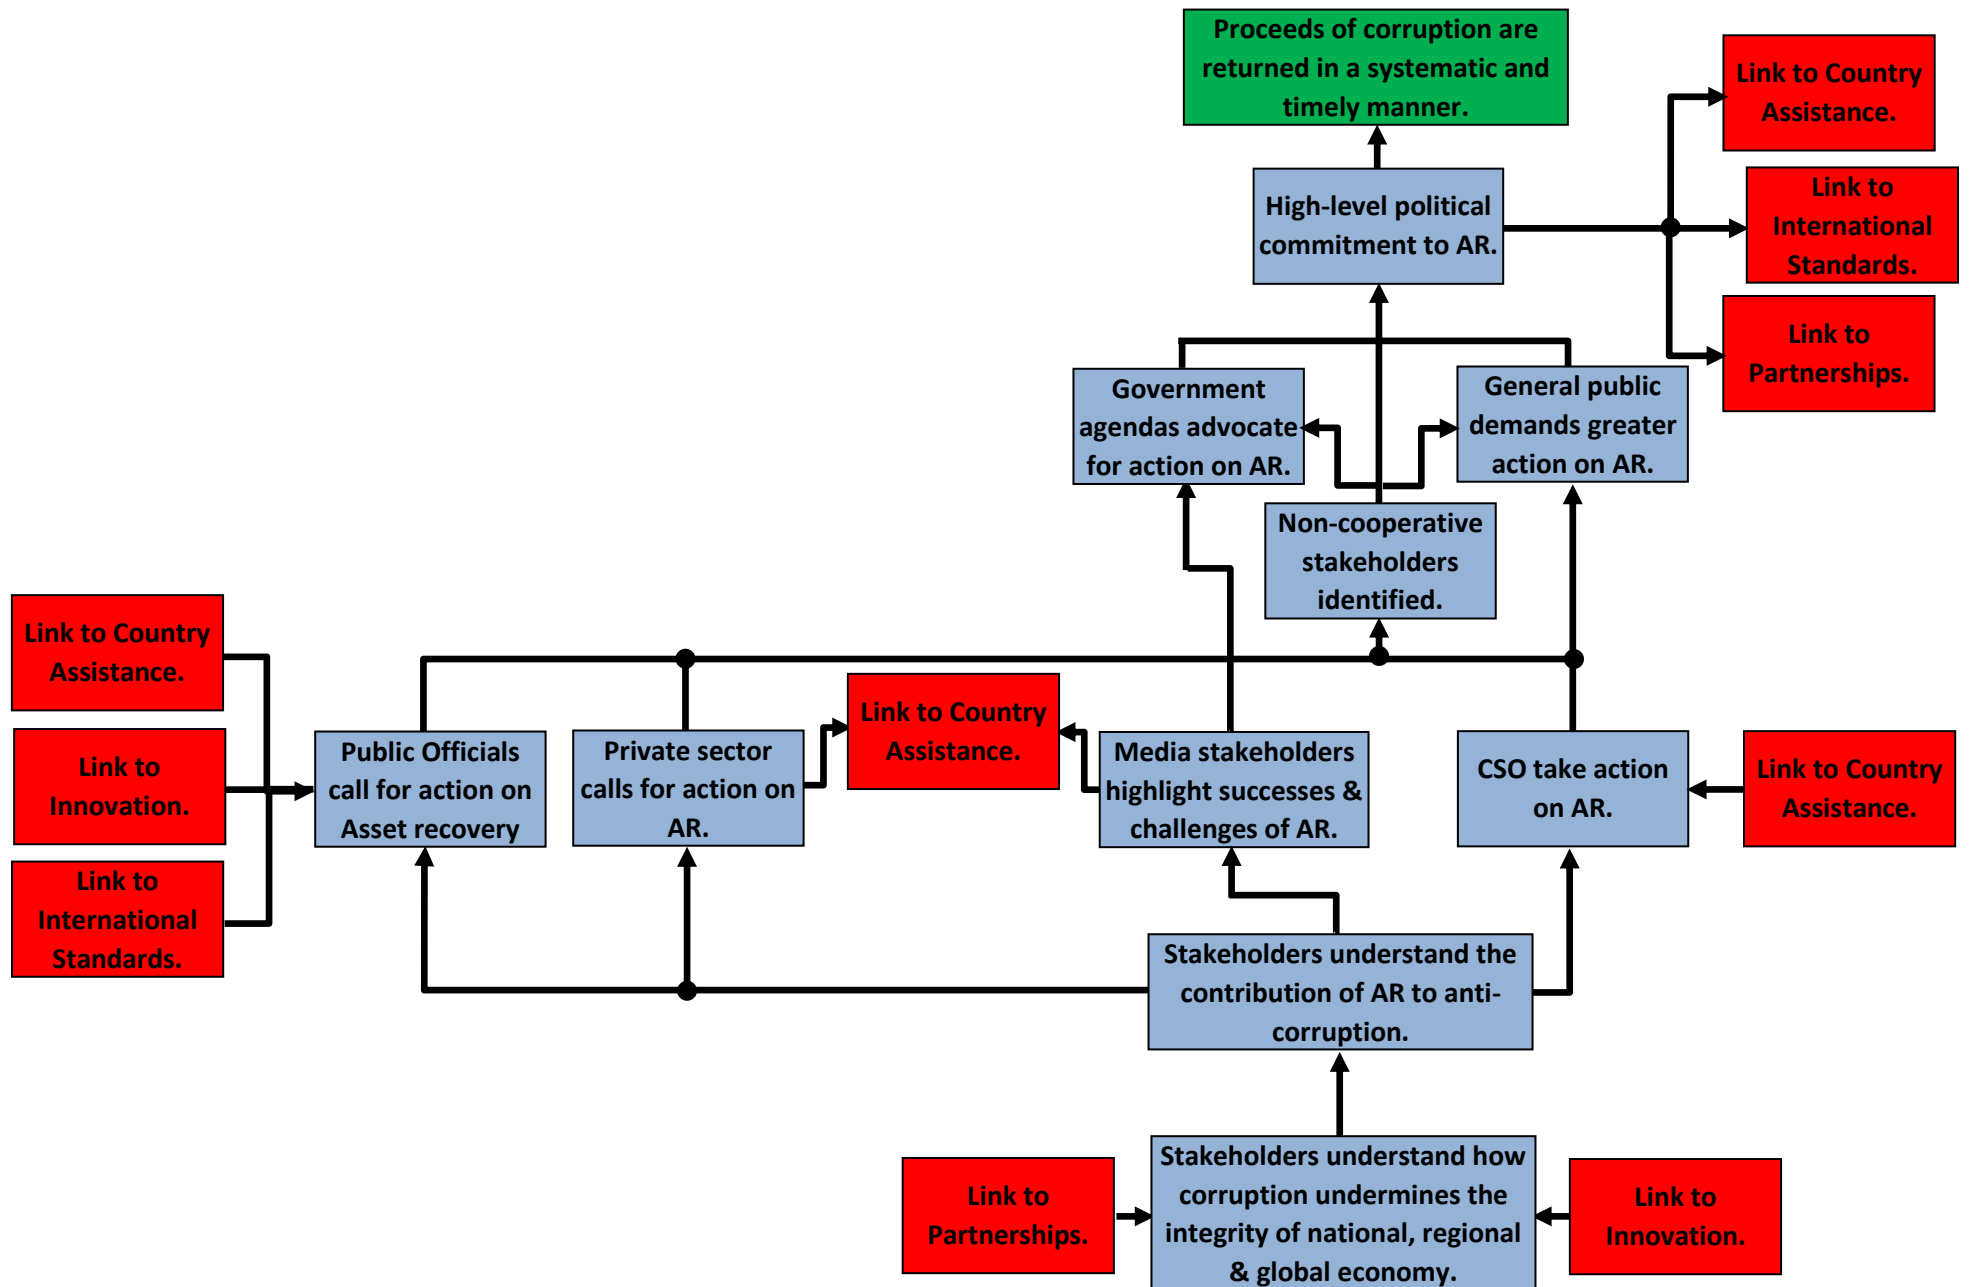 Proceeds of corruption are
returned in a systematic and
timely manner.
Link to Country
Assistance.
High-level political
commitment to AR.
Link to
International
Standards.
Link to
Partnerships.
Government
agendas advocate
for action on AR.
General public
demands greater
action on AR.
Non-cooperative
stakeholders
identified.
Link to Country
Assistance.
Link to
Innovation.
Link to
International
Standards.
Public Officials
call for action on
Asset recovery
Private sector
calls for action on
AR.
Link to Country
Assistance.
Media stakeholders
highlight successes &
challenges of AR.
CSO take action
on AR.
Link to Country
Assistance.
Stakeholders understand the
contribution of AR to anti-
corruption.
Link to
Partnerships.
Stakeholders understand how
corruption undermines the
integrity of national, regional
& global economy.
Link to
Innovation.